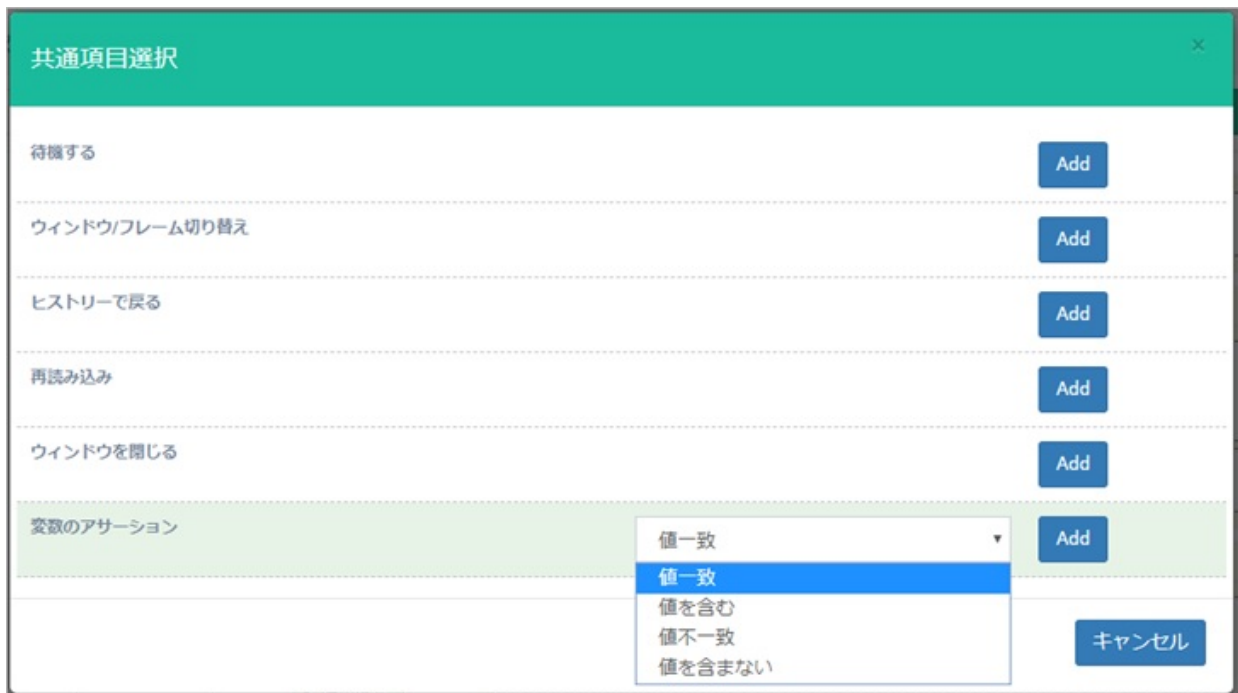 共通項目選択
×
待機する
Add
ウィンドウ/フレーム切り替え
Add
ヒストリーで戻る
Add
再読み込み
Add
ウィンドウを閉じる
Add
変数のアサーション
値一致
Add
値一致
値を含む
値不一致
値を含まない
キャンセル